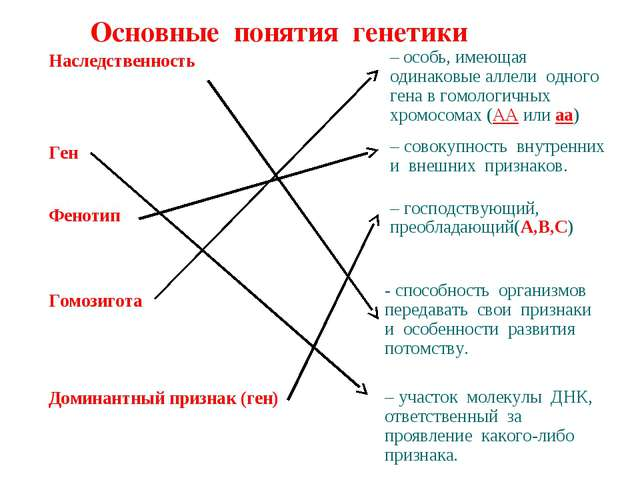 Основные понятия генетики
Наследственность
Ген
Фенотип
Гомозигота
Доминантный признак (ген)
– особь, имеющая
одинаковые аллели одного
гена в гомологичных
хромосомах (АА или аа)
– совокупность внутренних
и внешних признаков.
– господствующий,
преобладающий(А,В,С)
- способность организмов
передавать свои признаки
и особенности развития
потомству.
– участок молекулы ДНК,
ответственный за
проявление какого-либо
признака.